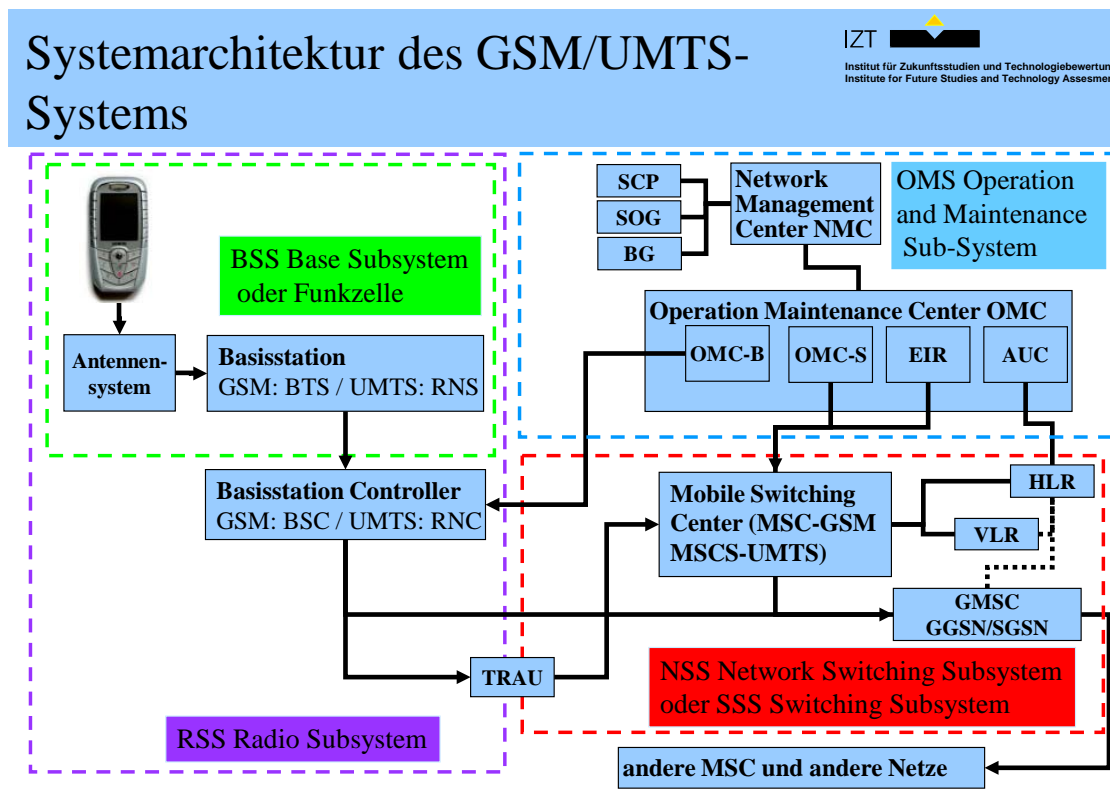 Systemarchitektur des GSM/UMTS-
Systems
IZT
Institut für Zukunftsstudien und Technologiebewertun
Institute for Future Studies and Technology Assesmen
BSS Base Subsystem
oder Funkzelle
Antennen-
system
Basisstation
GSM: BTS / UMTS: RNS
Basisstation Controller
GSM: BSC / UMTS: RNC
TRAU
RSS Radio Subsystem
SCP
SOG
BG
Network
Management
Center NMC
OMS Operation
and Maintenance
Sub-System
Operation Maintenance Center OMC
OMC-B
OMC-S
EIR
AUC
Mobile Switching
Center (MSC-GSM
MSCS-UMTS)
HLR
VLR
GMSC
GGSN/SGSN
NSS Network Switching Subsystem
oder SSS Switching Subsystem
andere MSC und andere Netze